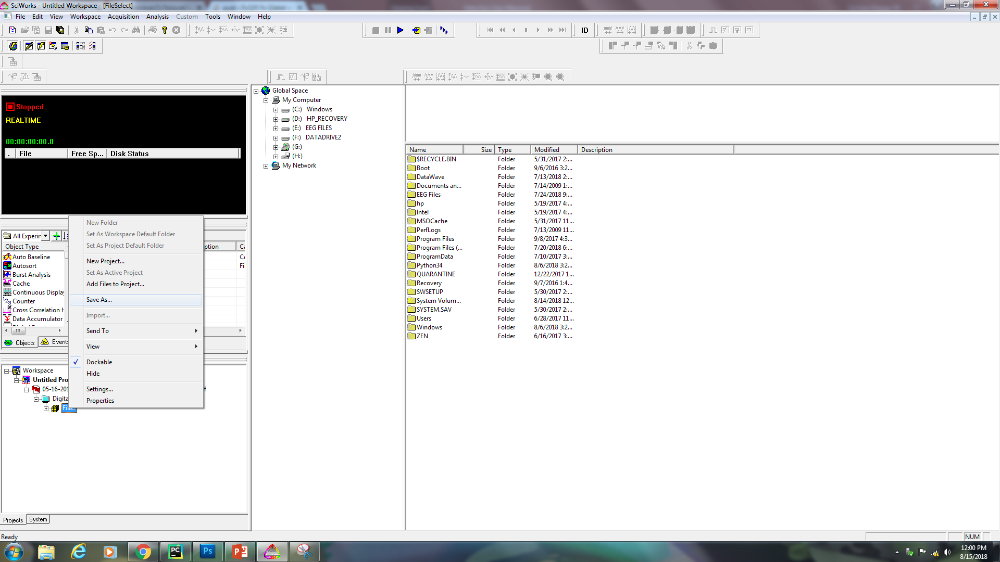 SciWorks - Untitled Workspace - [FileSelect]
File Edit View Workspace Acquisition Analysis Custom Tools Window Help
ID
Stopped
REALTIME
00:00:00:00.0
. File Free Sp... Disk Status
All Experir
Object Type
ption
Auto Baseline
Autosort
Burst Analysis
Cache
Continuous Display
Counter
Cross Correlation H
Data Accumulator
Objects Events
New Folder
Set As Workspace Default Folder
Set As Project Default Folder
New Project...
Set As Active Project
Add Files to Project...
Save As...
Import...
Send To
View
Dockable
Hide
Settings...
Properties
Workspace
Untitled Pro
05-16-201
f
Digita
Filter
Projects System
Global Space
My Computer
(C:) Windows
(D:) HP_RECOVERY
(E:) EEG FILES
(F:) DATADRIVE2
(G:)
(H:)
My Network
Name Size Type Modified Description
$RECYCLE.BIN Folder 5/31/2017 2:...
Boot Folder 9/6/2016 3:2...
DataWave Folder 7/13/2018 2:...
Documents an... Folder 7/14/2009 1:...
EEG Files Folder 7/24/2018 9:...
hp Folder 5/19/2017 4:...
Intel Folder 5/19/2017 4:...
MSOCache Folder 5/31/2017 11...
PerfLogs Folder 7/13/2009 11...
Program Files Folder 9/8/2017 4:3...
Program Files (... Folder 7/20/2018 6:...
ProgramData Folder 7/10/2017 3:...
Python34 Folder 8/6/2018 3:2...
QUARANTINE Folder 12/22/2017 1...
Recovery Folder 9/7/2016 1:4...
SWSETUP Folder 5/30/2017 2:...
System Volum... Folder 8/14/2018 12...
SYSTEM.SAV Folder 5/30/2017 2:...
Users Folder 6/28/2017 11...
Windows Folder 8/6/2018 3:2...
ZEN Folder 6/16/2017 3:...
Ready
NUM
PC
Ps
P
12:00 PM
8/15/2018